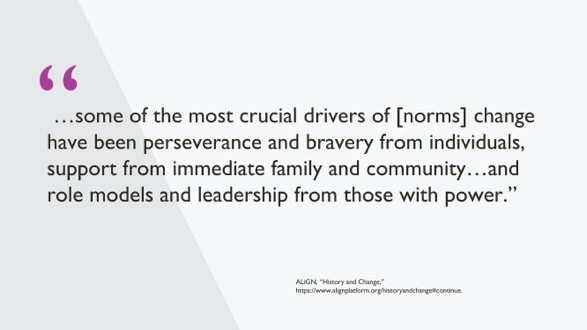 “
…some of the most crucial drivers of [norms] change
have been perseverance and bravery from individuals,
support from immediate family and community…and
role models and leadership from those with power.”
ALiGN, “History and Change,”
https://www.alignplatform.org/historyandchange#continue.